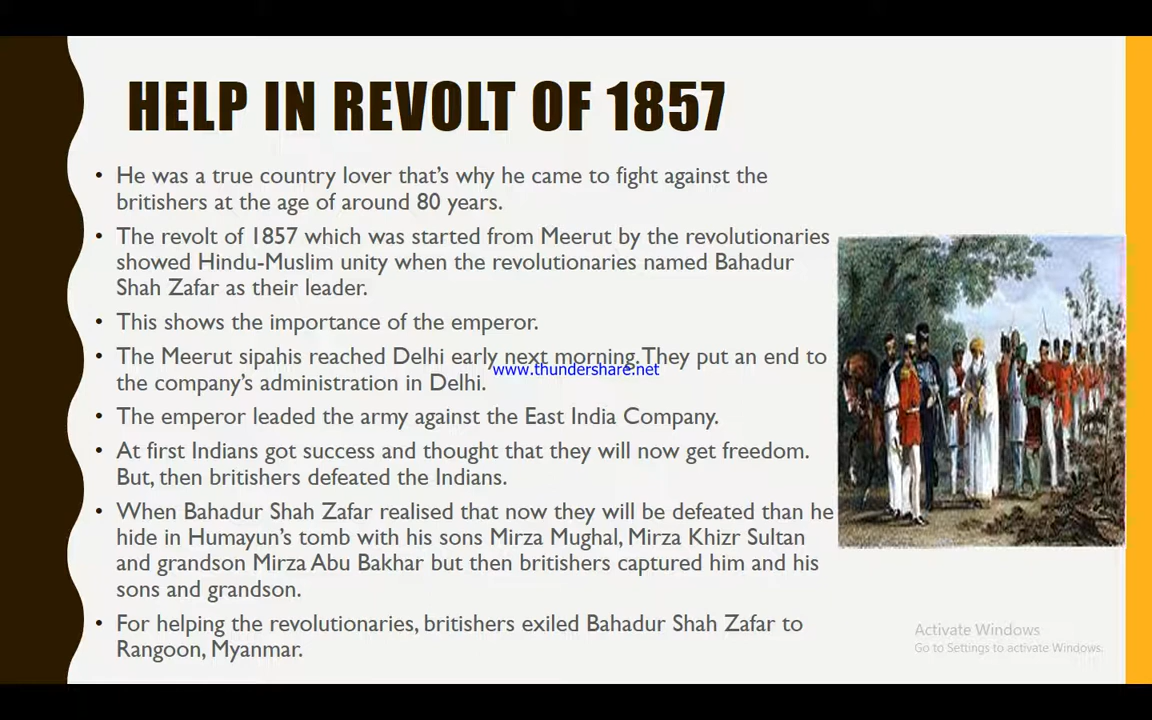 HELP IN REVOLT OF 1857
• He was a true country lover that's why he came to fight against the
britishers at the age of around 80 years.
• The revolt of 1857 which was started from Meerut by the revolutionaries
showed Hindu-Muslim unity when the revolutionaries named Bahadur
Shah Zafar as their leader.
• This shows the importance of the emperor.
• The Meerut sipahis reached Delhi early next morning. They put an end to
www.thundershare.net
the company's administration in Delhi.
• The emperor leaded the army against the East India Company.
• At first Indians got success and thought that they will now get freedom.
But, then britishers defeated the Indians.
• When Bahadur Shah Zafar realised that now they will be defeated than he
hide in Humayun's tomb with his sons Mirza Mughal, Mirza Khizr Sultan
and grandson Mirza Abu Bakhar but then britishers captured him and his
sons and grandson.
• For helping the revolutionaries, britishers exiled Bahadur Shah Zafar to
Rangoon, Myanmar.
Activate Windows
Go to Settings to activate Windows.